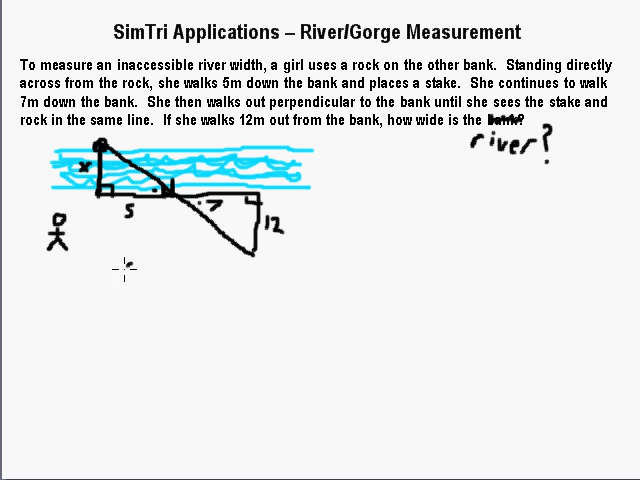 SimTri Applications – River/Gorge Measurement
To measure an inaccessible river width, a girl uses a rock on the other bank. Standing directly
across from the rock, she walks 5m down the bank and places a stake. She continues to walk
7m down the bank. She then walks out perpendicular to the bank until she sees the stake and
rock in the same line. If she walks 12m out from the bank, how wide is the bank?
river?
x
5
7
12